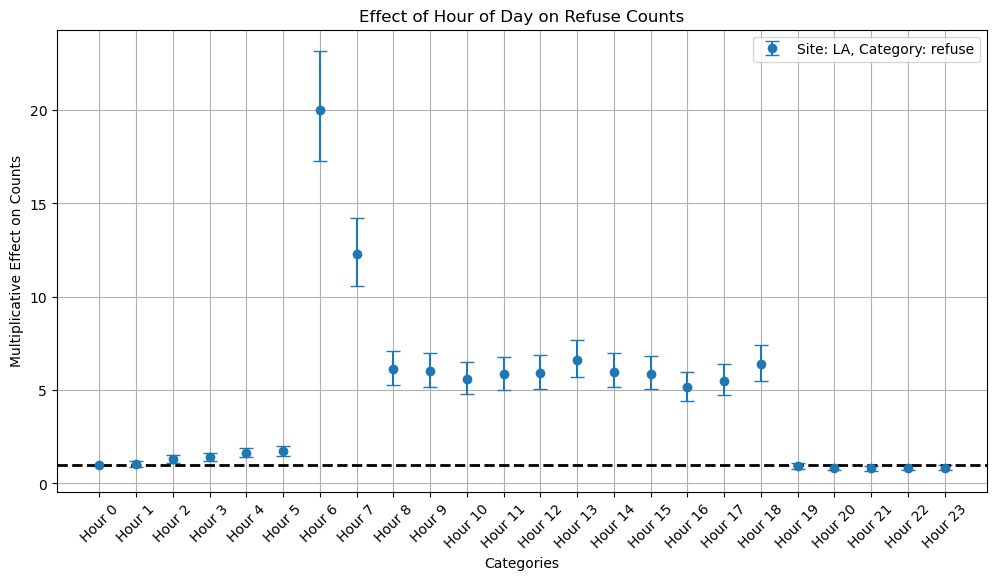 Effect of Hour of Day on Refuse Counts
Site: LA, Category: refuse
Multiplicative Effect on Counts
20
15
10
5
0
Hour 0
Hour 1
Hour 2
Hour 3
Hour 4
Hour 5
Hour 6
Hour 7
Hour 8
Hour 9
Hour 10
Hour 11
Hour 12
Hour 13
Hour 14
Hour 15
Hour 16
Hour 17
Hour 18
Hour 19
Hour 20
Hour 21
Hour 22
Hour 23
Categories